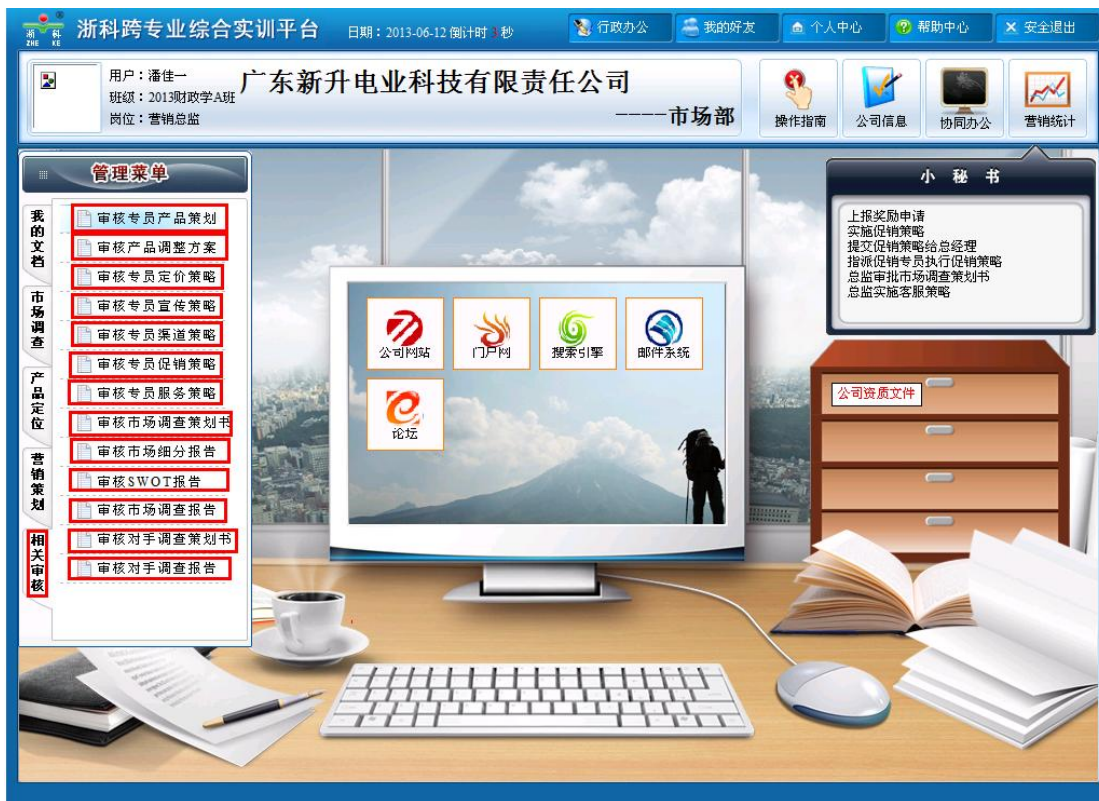 浙 科
ZHE KE
浙科跨专业综合实训平台
日期：2013-06-12 倒计时 3 秒
行政办公
我的好友
个人中心
帮助中心
安全退出
用户：潘佳一
班级：2013财政学A班
岗位：营销总监
广东新升电业科技有限责任公司
----市场部
操作指南
公司信息
协同办公
营销统计
管理菜单
我的文档
市场调查
产品定位
营销策划
相关审核
审核专员产品策划
审核产品调整方案
审核专员定价策略
审核专员宣传策略
审核专员渠道策略
审核专员促销策略
审核专员服务策略
审核市场调查策划书
审核市场细分报告
审核SWOT报告
审核市场调查报告
审核对手调查策划书
审核对手调查报告
公司网站
门户网
搜索引擎
邮件系统
论坛
小 秘 书
上报奖励申请
实施促销策略
提交促销策略给总经理
指派促销专员执行促销策略
总监审批市场调查策划书
总监实施客服策略
公司资质文件